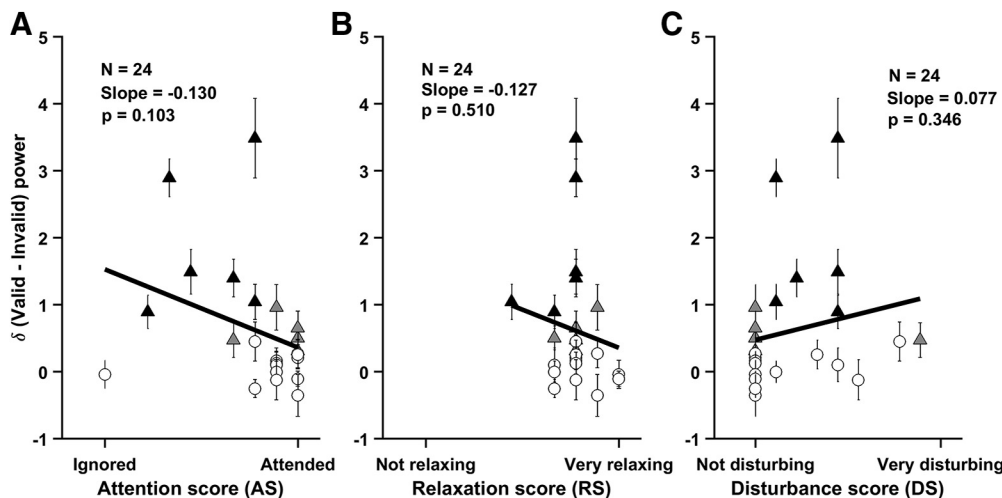 A
B
C
δ (Valid - Invalid) power
5
4
3
2
1
0
-1
N = 24
Slope = -0.130
p = 0.103
Ignored
Attended
Attention score (AS)
5
4
3
2
1
0
-1
N = 24
Slope = -0.127
p = 0.510
Not relaxing
Very relaxing
Relaxation score (RS)
5
4
3
2
1
0
-1
N = 24
Slope = 0.077
p = 0.346
Not disturbing
Very disturbing
Disturbance score (DS)